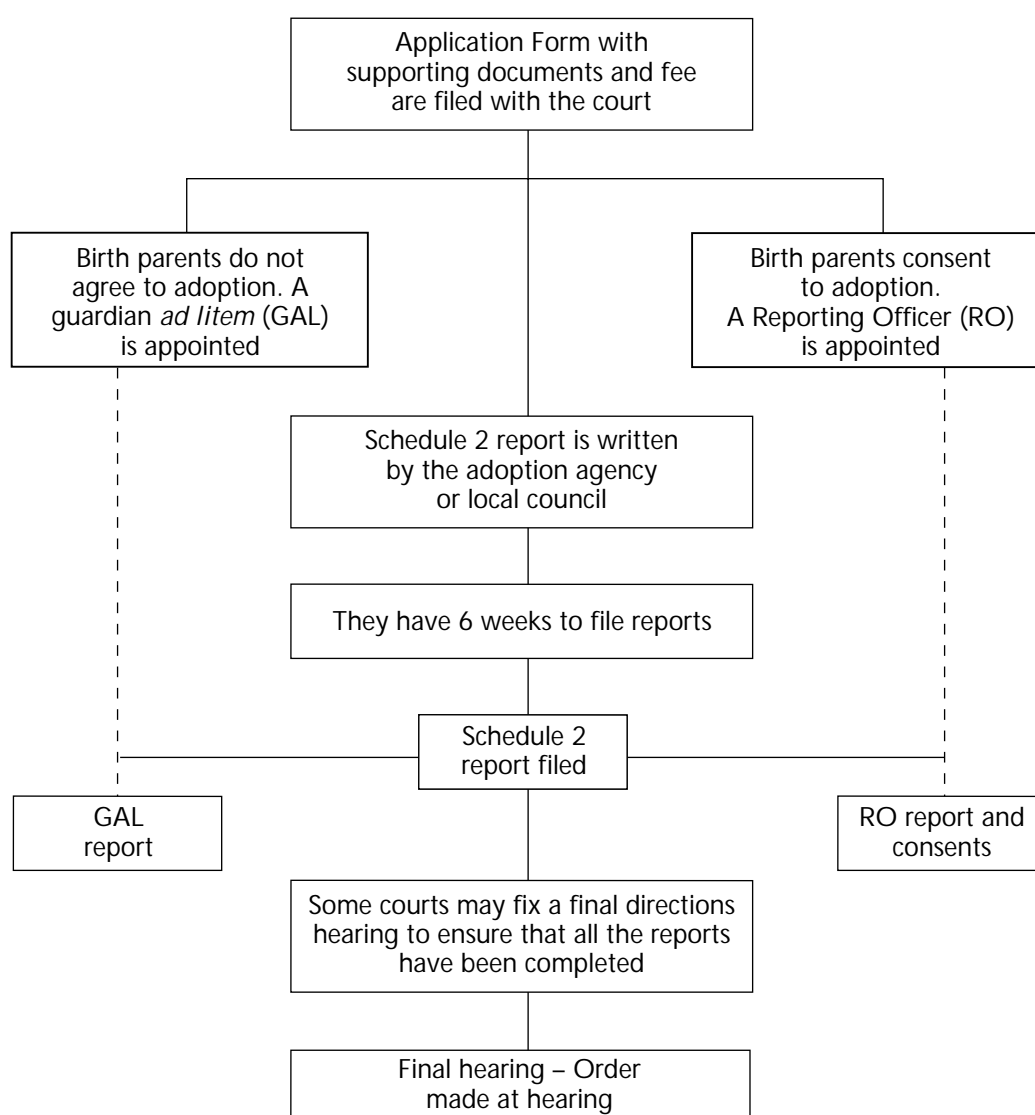 Application Form with
supporting documents and fee
are filed with the court
Birth parents do not
agree to adoption. A
guardian ad litem (GAL)
is appointed
Birth parents consent
to adoption.
A Reporting Officer (RO)
is appointed
Schedule 2 report is written
by the adoption agency
or local council
They have 6 weeks to file reports
Schedule 2
report filed
GAL
report
RO report and
consents
Some courts may fix a final directions
hearing to ensure that all the reports
have been completed
Final hearing – Order
made at hearing